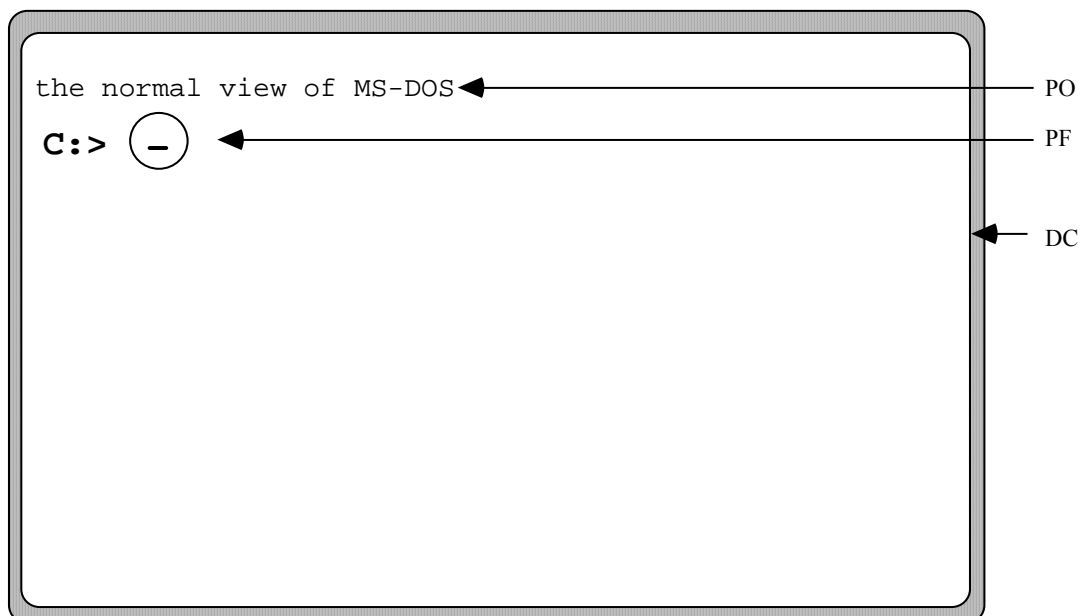 the normal view of MS-DOS
PO
C:> _
PF
DC